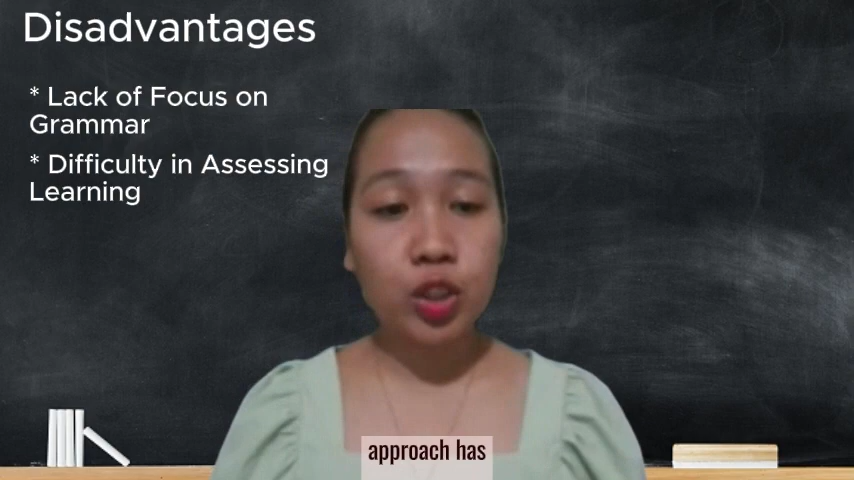 Disadvantages
* Lack of Focus on
Grammar
* Difficulty in Assessing
Learning
approach has